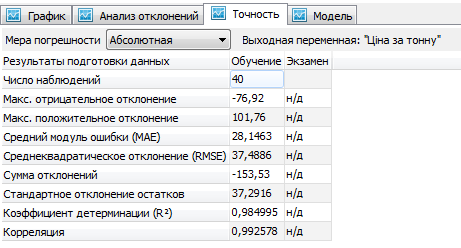 График Анализ отклонений Точность Модель
Мера погрешности Абсолютная Выходная переменная: "Ціна за тонну"
Результаты подготовки данных Обучение Экзамен
Число наблюдений 40
Макс. отрицательное отклонение -76,92 н/д
Макс. положительное отклонение 101,76 н/д
Средний модуль ошибки (MAE) 28,1463 н/д
Среднеквадратическое отклонение (RMSE) 37,4886 н/д
Сумма отклонений -153,53 н/д
Стандартное отклонение остатков 37,2916 н/д
Коэффициент детерминации (R²) 0,984995 н/д
Корреляция 0,992578 н/д